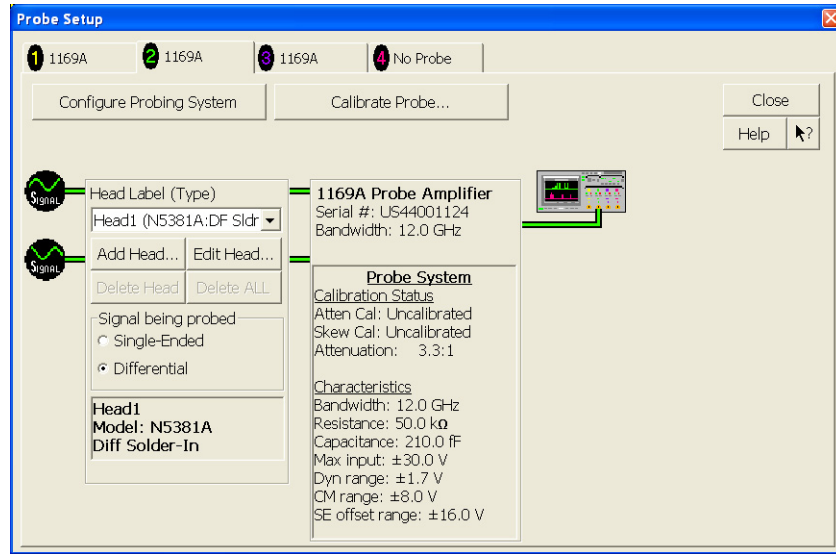 Probe Setup
1 1169A
2 1169A
3 1169A
4 No Probe
Configure Probing System
Calibrate Probe...
Close
Help
?
Signal
Signal
Head Label (Type)
Head1 (N5381A:DF Sldr
Add Head...
Edit Head...
Delete Head
Delete ALL
Signal being probed
Single-Ended
Differential
Head1
Model: N5381A
Diff Solder-In
1169A Probe Amplifier
Serial #: US44001124
Bandwidth: 12.0 GHz
Probe System
Calibration Status
Atten Cal: Uncalibrated
Skew Cal: Uncalibrated
Attenuation: 3.3:1
Characteristics
Bandwidth: 12.0 GHz
Resistance: 50.0 kΩ
Capacitance: 210.0 fF
Max input: ±30.0 V
Dyn range: ±1.7 V
CM range: ±8.0 V
SE offset range: ±16.0 V